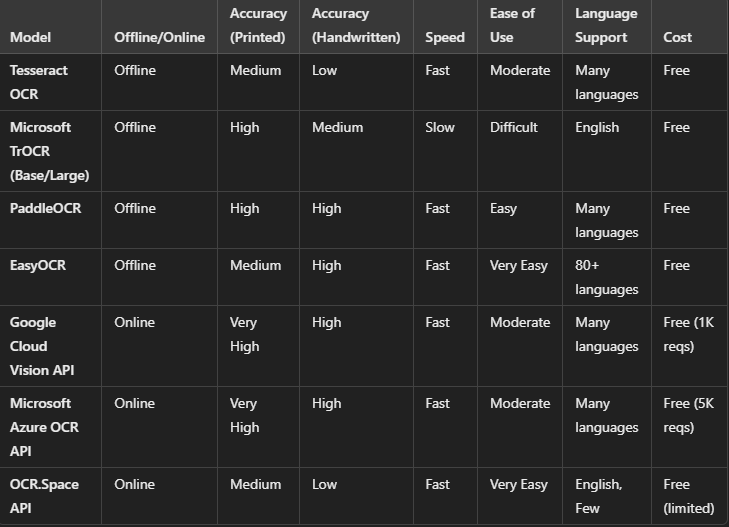 Model Offline/Online Accuracy (Printed) Accuracy (Handwritten) Speed Ease of Use Language Support Cost
Tesseract OCR Offline Medium Low Fast Moderate Many languages Free
Microsoft TrOCR (Base/Large) Offline High Medium Slow Difficult English Free
PaddleOCR Offline High High Fast Easy Many languages Free
EasyOCR Offline Medium High Fast Very Easy 80+ languages Free
Google Cloud Vision API Online Very High High Fast Moderate Many languages Free (1K reqs)
Microsoft Azure OCR API Online Very High High Fast Moderate Many languages Free (5K reqs)
OCR.Space API Online Medium Low Fast Very Easy English, Few Free (limited)